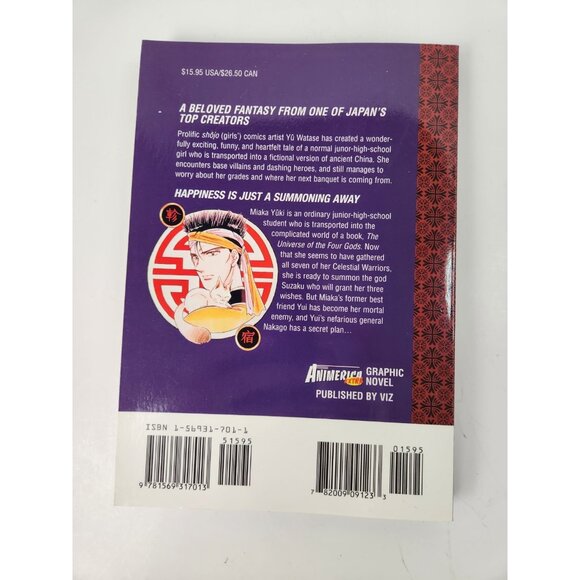 $15.95 USA/$26.50 CAN
A BELOVED FANTASY FROM ONE OF JAPAN'S
TOP CREATORS
Prolific shôjo (girls') comics artist Yû Watase has created a wonder-
fully exciting, funny, and heartfelt tale of a normal junior-high-school
girl who is transported into a fictional version of ancient China. She
encounters base villains and dashing heroes, and still manages to
worry about her grades and where her next banquet is coming from.
HAPPINESS IS JUST A SUMMONING AWAY
Miaka Yûki is an ordinary junior-high-school
student who is transported into the
complicated world of a book, The
Universe of the Four Gods. Now
that she seems to have gathered
all seven of her Celestial Warriors,
she is ready to summon the god
Suzaku who will grant her three
wishes. But Miaka's former best
friend Yui has become her mortal
enemy, and Yui's nefarious general
Nakago has a secret plan...
軫
宿
ANIMERICA
EXTRA
GRAPHIC
NOVEL
PUBLISHED BY VIZ
ISBN 1-56931-701-1
51595
9 781569 317013
01595
7 82009 09123 3